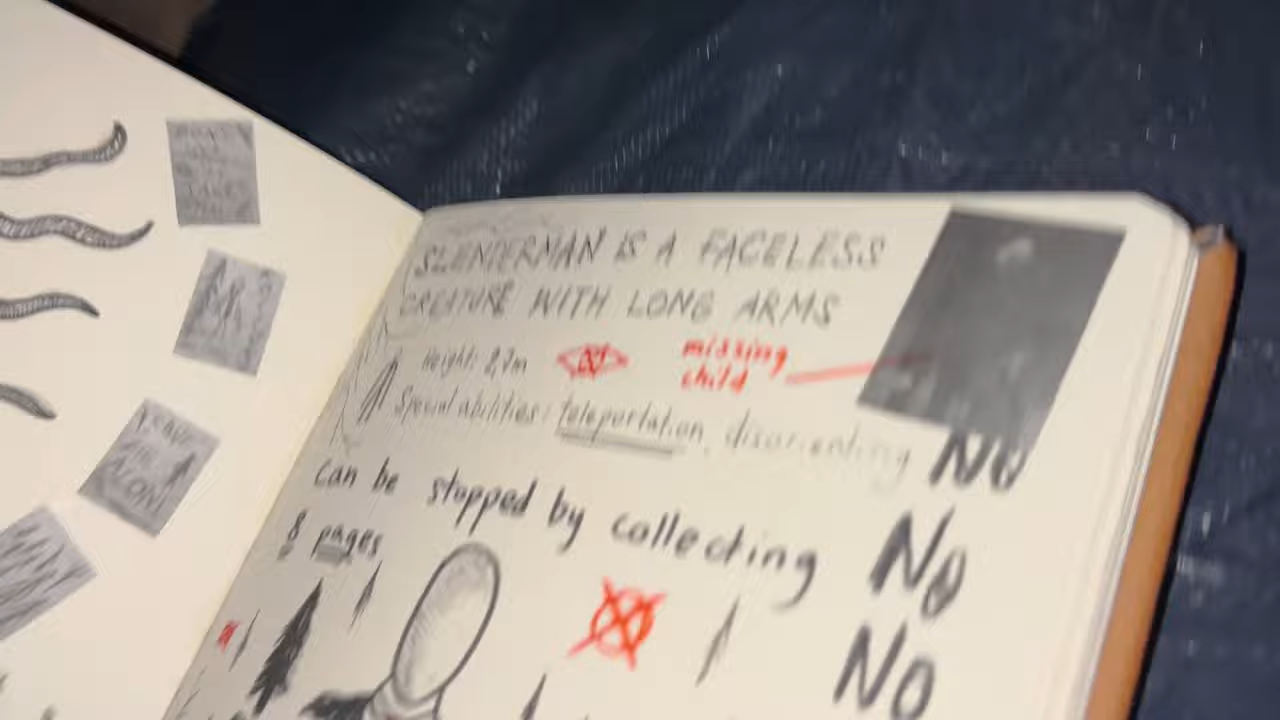 SLENDERMAN IS A FACELESS
CREATURE WITH LONG ARMS
Height: 2,7m
missing
child
Special abilities: teleportation, disorienting
NO
can be stopped by collecting
8 pages
No
No